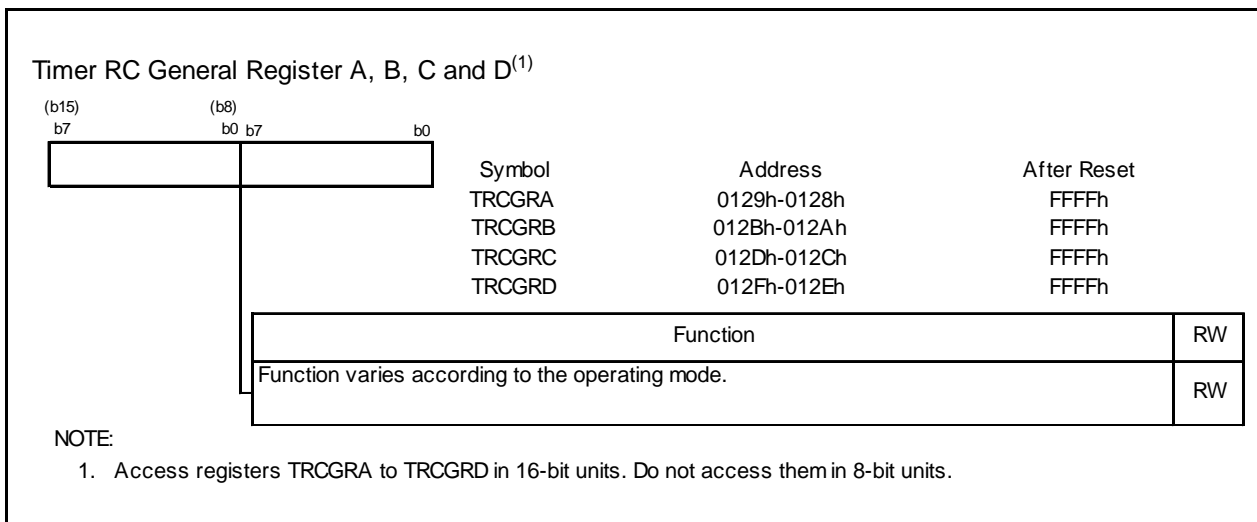 Timer RC General Register A, B, C and D(1)
(b15) (b8)
b7 b0 b7 b0
Symbol Address After Reset
TRCGRA 0129h-0128h FFFFh
TRCGRB 012Bh-012Ah FFFFh
TRCGRC 012Dh-012Ch FFFFh
TRCGRD 012Fh-012Eh FFFFh
Function RW
Function varies according to the operating mode. RW
NOTE:
1. Access registers TRCGRA to TRCGRD in 16-bit units. Do not access them in 8-bit units.